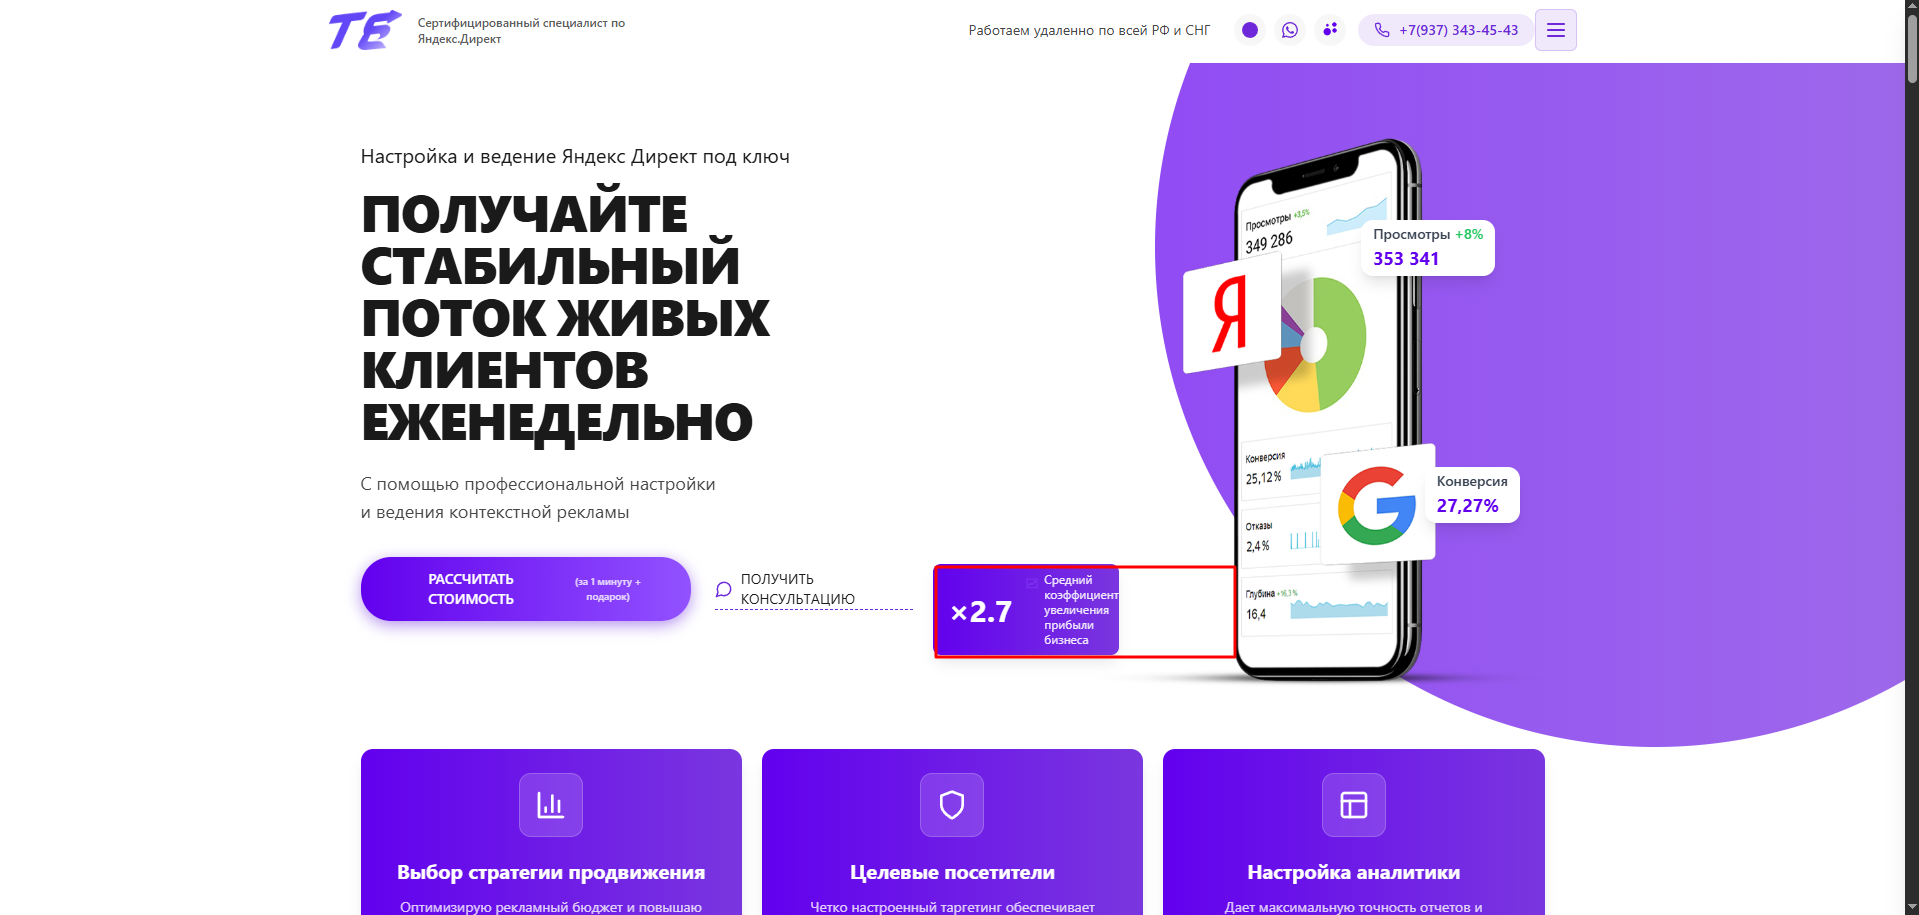 ТЕ
Сертифицированный специалист по
Яндекс.Директ
Работаем удаленно по всей РФ и СНГ
+7(937) 343-45-43
Настройка и ведение Яндекс Директ под ключ
ПОЛУЧАЙТЕ
СТАБИЛЬНЫЙ
ПОТОК ЖИВЫХ
КЛИЕНТОВ
ЕЖЕНЕДЕЛЬНО
С помощью профессиональной настройки
и ведения контекстной рекламы
РАССЧИТАТЬ
СТОИМОСТЬ
(за 1 минуту +
подарок)
ПОЛУЧИТЬ
КОНСУЛЬТАЦИЮ
×2.7
Средний
коэффициент
увеличения
прибыли
бизнеса
Просмотры +3,5%
349 286
Просмотры +8%
353 341
Я
Конверсия
25,12%
G
Конверсия
27,27%
Отказы
2,4%
Глубина +16,3%
16,4
Выбор стратегии продвижения
Оптимизирую рекламный бюджет и повышаю
Целевые посетители
Четко настроенный таргетинг обеспечивает
Настройка аналитики
Дает максимальную точность отчетов и